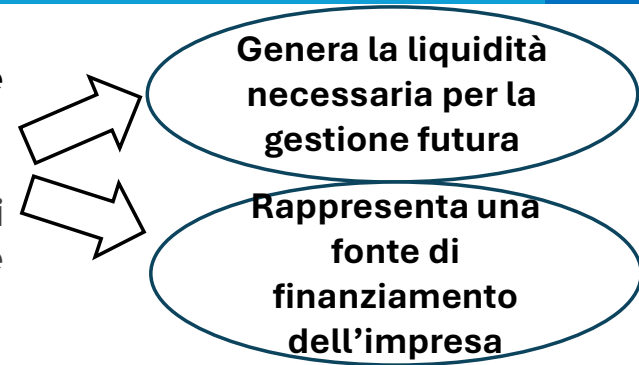 Genera la liquidità
necessaria per la
gestione futura
Rappresenta una
fonte di
finanziamento
dell’impresa